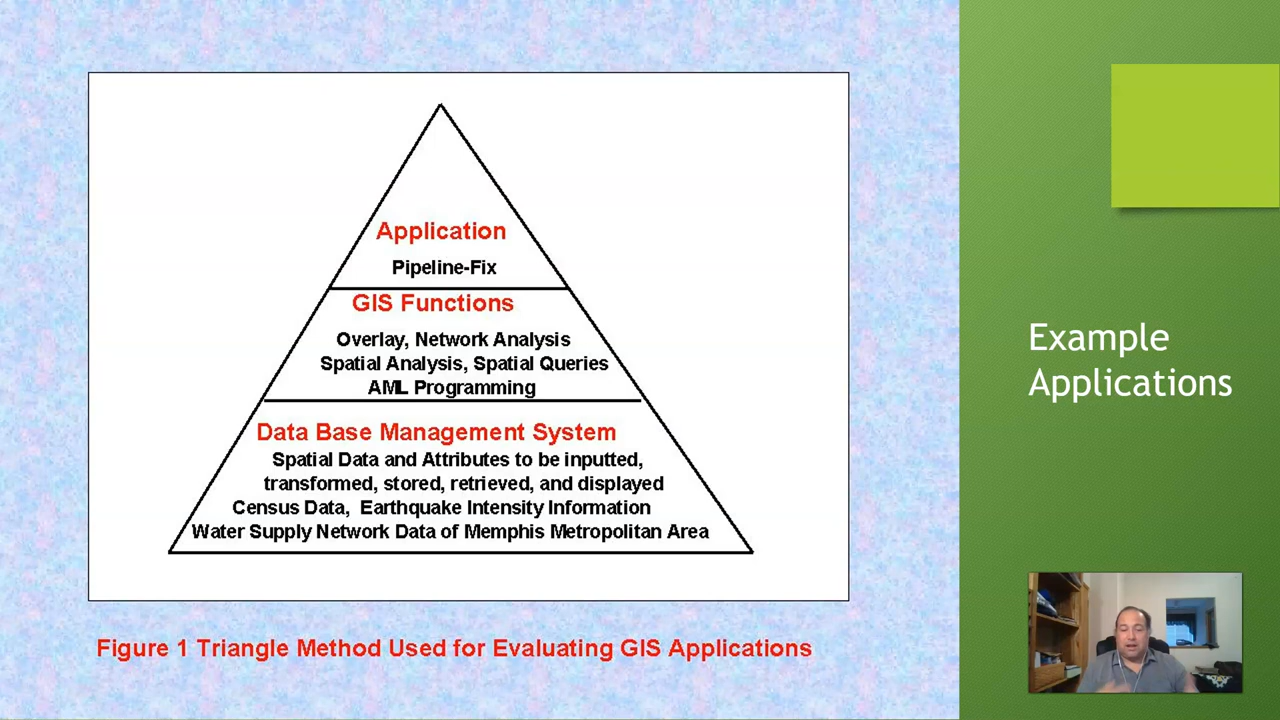 Application
Pipeline-Fix
GIS Functions
Overlay, Network Analysis
Spatial Analysis, Spatial Queries
AML Programming
Data Base Management System
Spatial Data and Attributes to be inputted,
transformed, stored, retrieved, and displayed
Census Data, Earthquake Intensity Information
Water Supply Network Data of Memphis Metropolitan Area
Figure 1 Triangle Method Used for Evaluating GIS Applications
Example
Applications